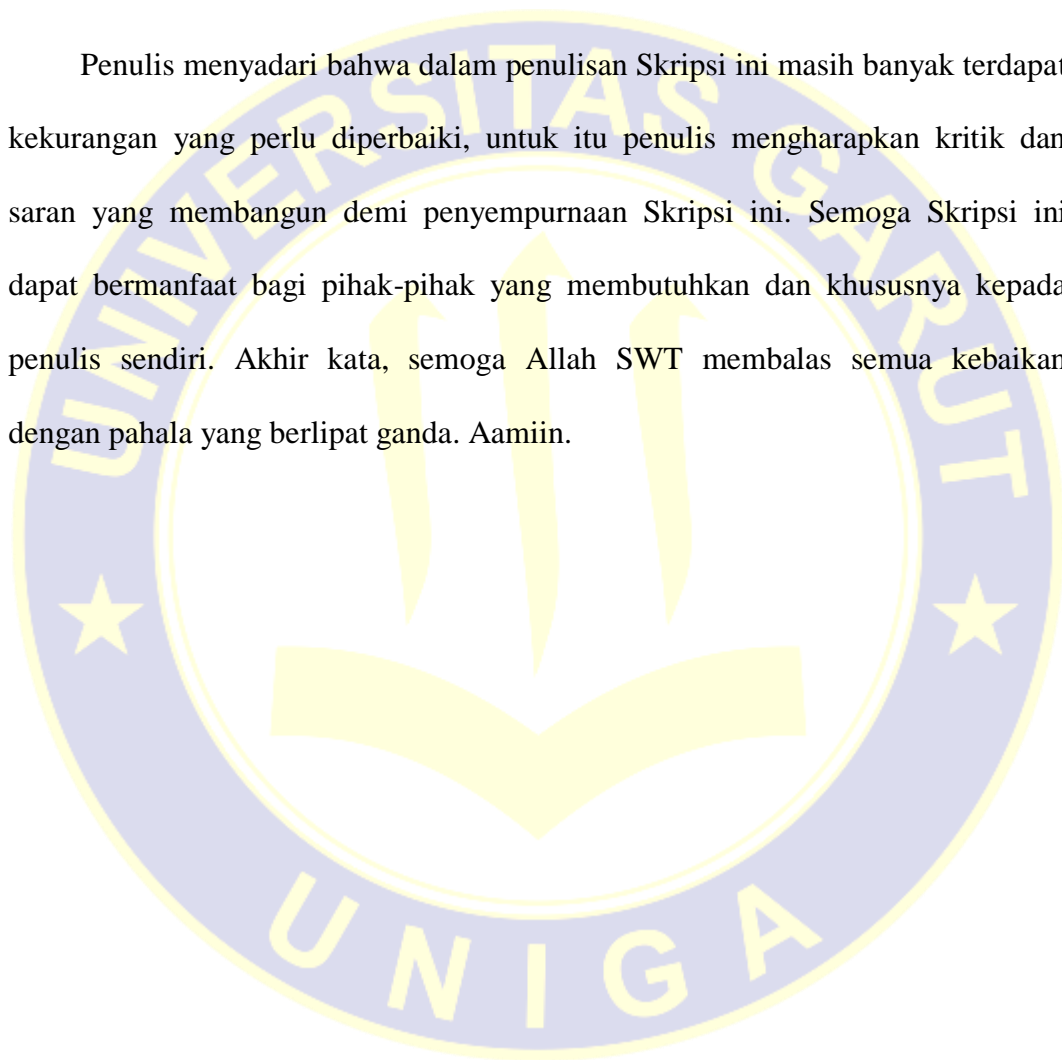 Penulis menyadari bahwa dalam penulisan Skripsi ini masih banyak terdapat
kekurangan yang perlu diperbaiki, untuk itu penulis mengharapkan kritik dan
saran yang membangun demi penyempurnaan Skripsi ini. Semoga Skripsi ini
dapat bermanfaat bagi pihak-pihak yang membutuhkan dan khususnya kepada
penulis sendiri. Akhir kata, semoga Allah SWT membalas semua kebaikan
dengan pahala yang berlipat ganda. Aamiin.
UNIVERSITAS GARUT
UNIGA